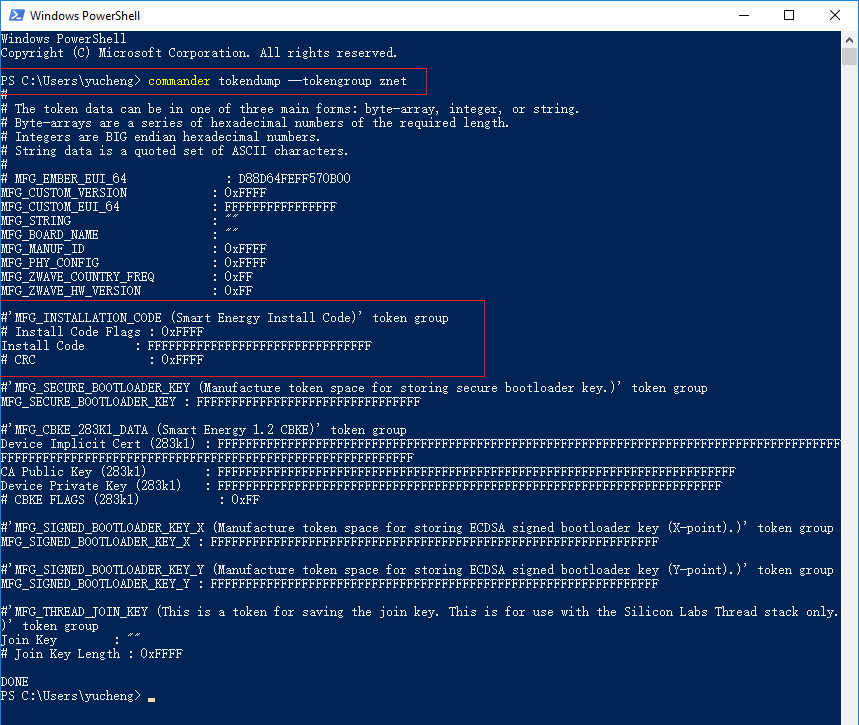 Windows PowerShell
Windows PowerShell
Copyright (C) Microsoft Corporation. All rights reserved.
PS C:\Users\yucheng> commander tokendump --tokengroup znet
#
# The token data can be in one of three main forms: byte-array, integer, or string.
# Byte-arrays are a series of hexadecimal numbers of the required length.
# Integers are BIG endian hexadecimal numbers.
# String data is a quoted set of ASCII characters.
#
# MFG_EMBER_EUI_64 : D88D64FEFF570B00
MFG_CUSTOM_VERSION : 0xFFFF
MFG_CUSTOM_EUI_64 : FFFFFFFFFFFFFFFF
MFG_STRING : ""
MFG_BOARD_NAME : ""
MFG_MANUF_ID : 0xFFFF
MFG_PHY_CONFIG : 0xFFFF
MFG_ZWAVE_COUNTRY_FREQ : 0xFF
MFG_ZWAVE_HW_VERSION : 0xFF
#'MFG_INSTALLATION_CODE (Smart Energy Install Code)' token group
# Install Code Flags : 0xFFFF
Install Code : FFFFFFFFFFFFFFFFFFFFFFFFFFFFFFFF
# CRC : 0xFFFF
#'MFG_SECURE_BOOTLOADER_KEY (Manufacture token space for storing secure bootloader key.)' token group
MFG_SECURE_BOOTLOADER_KEY : FFFFFFFFFFFFFFFFFFFFFFFFFFFFFFFF
#'MFG_CBKE_283K1_DATA (Smart Energy 1.2 CBKE)' token group
Device Implicit Cert (283k1) : FFFFFFFFFFFFFFFFFFFFFFFFFFFFFFFFFFFFFFFFFFFFFFFFFFFFFFFFFFFFFFFFFFFFFFFFFFFFFFFFFFFFFFFFF
FFFFFFFFFFFFFFFFFFFFFFFFFFFFFFFFFFFFFFFFFFFFFFFFFFFFFFFFFFF
CA Public Key (283k1) : FFFFFFFFFFFFFFFFFFFFFFFFFFFFFFFFFFFFFFFFFFFFFFFFFFFFFFFFFFFFFFFFFFFFFFFFFF
Device Private Key (283k1) : FFFFFFFFFFFFFFFFFFFFFFFFFFFFFFFFFFFFFFFFFFFFFFFFFFFFFFFFFFFFFFFFFFFFFFFF
# CBKE FLAGS (283k1) : 0xFF
#'MFG_SIGNED_BOOTLOADER_KEY_X (Manufacture token space for storing ECDSA signed bootloader key (X-point).)' token group
MFG_SIGNED_BOOTLOADER_KEY_X : FFFFFFFFFFFFFFFFFFFFFFFFFFFFFFFFFFFFFFFFFFFFFFFFFFFFFFFFFFFFFFFF
#'MFG_SIGNED_BOOTLOADER_KEY_Y (Manufacture token space for storing ECDSA signed bootloader key (Y-point).)' token group
MFG_SIGNED_BOOTLOADER_KEY_Y : FFFFFFFFFFFFFFFFFFFFFFFFFFFFFFFFFFFFFFFFFFFFFFFFFFFFFFFFFFFFFFFF
#'MFG_THREAD_JOIN_KEY (This is a token for saving the join key. This is for use with the Silicon Labs Thread stack only.
)' token group
Join Key : ""
# Join Key Length : 0xFFFF
DONE
PS C:\Users\yucheng>